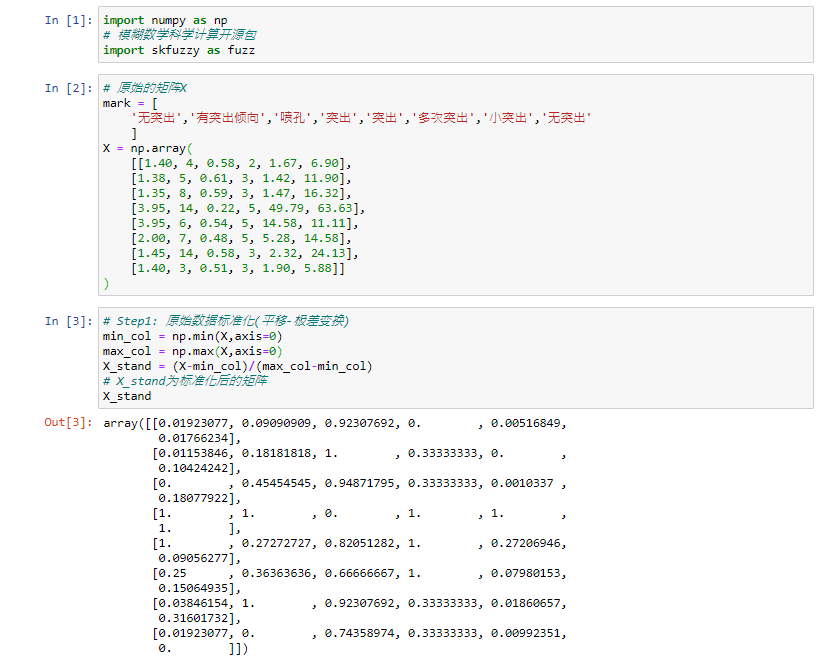 In [1]: import numpy as np
# 模糊数学科学计算开源包
import skfuzzy as fuzz
In [2]: # 原始的矩阵X
mark = [
'无突出','有突出倾向','喷孔','突出','突出','多次突出','小突出','无突出'
]
X = np.array(
[[1.40, 4, 0.58, 2, 1.67, 6.90],
[1.38, 5, 0.61, 3, 1.42, 11.90],
[1.35, 8, 0.59, 3, 1.47, 16.32],
[3.95, 14, 0.22, 5, 49.79, 63.63],
[3.95, 6, 0.54, 5, 14.58, 11.11],
[2.00, 7, 0.48, 5, 5.28, 14.58],
[1.45, 14, 0.58, 3, 2.32, 24.13],
[1.40, 3, 0.51, 3, 1.90, 5.88]]
)
In [3]: # Step1: 原始数据标准化(平移-极差变换)
min_col = np.min(X,axis=0)
max_col = np.max(X,axis=0)
X_stand = (X-min_col)/(max_col-min_col)
# X_stand为标准化后的矩阵
X_stand
Out[3]: array([[0.01923077, 0.09090909, 0.92307692, 0.        , 0.00516849,
0.01766234],
[0.01153846, 0.18181818, 1.        , 0.33333333, 0.        ,
0.10424242],
[0.        , 0.45454545, 0.94871795, 0.33333333, 0.0010337 ,
0.18077922],
[1.        , 1.        , 0.        , 1.        , 1.        ,
1.        ],
[1.        , 0.27272727, 0.82051282, 1.        , 0.27206946,
0.09056277],
[0.25      , 0.36363636, 0.66666667, 1.        , 0.07980153,
0.15064935],
[0.03846154, 1.        , 0.92307692, 0.33333333, 0.01860657,
0.31601732],
[0.01923077, 0.        , 0.74358974, 0.33333333, 0.00992351,
0.        ]])